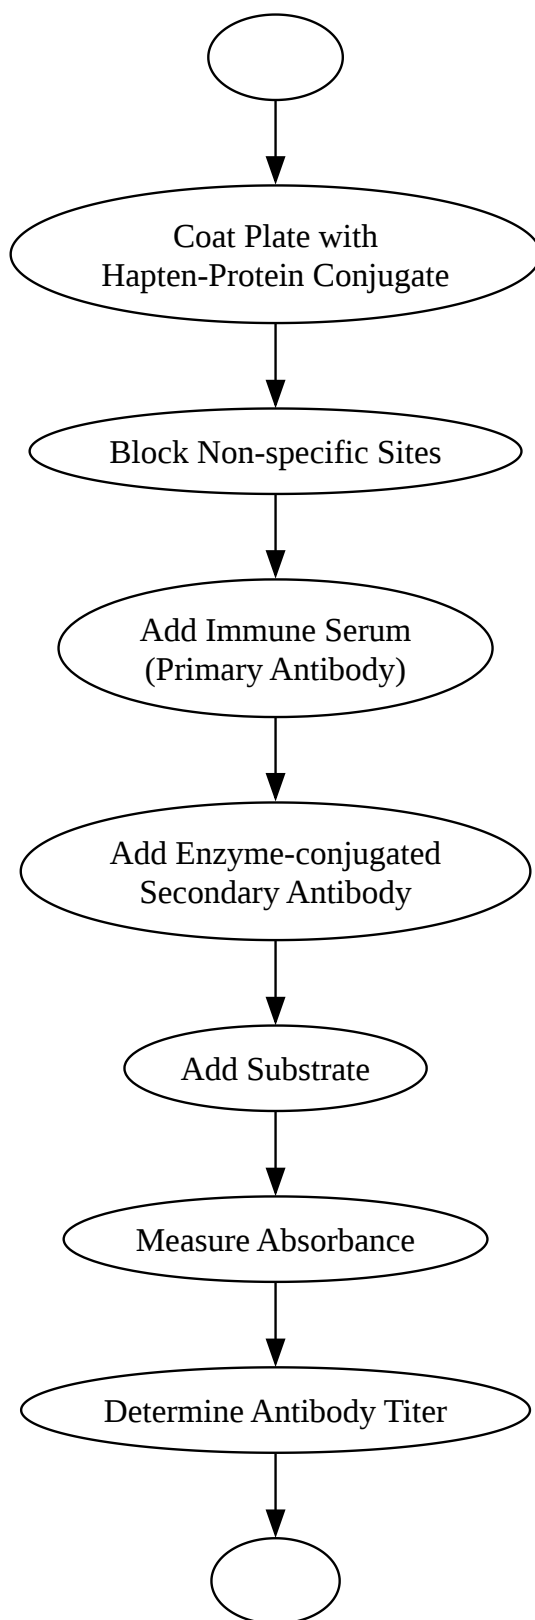 Coat Plate with
Hapten-Protein Conjugate
Block Non-specific Sites
Add Immune Serum
(Primary Antibody)
Add Enzyme-conjugated
Secondary Antibody
Add Substrate
Measure Absorbance
Determine Antibody Titer